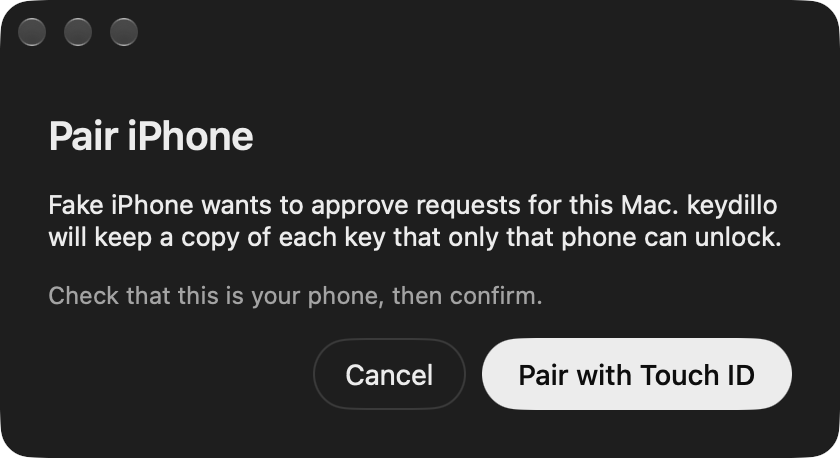 Pair iPhone
Fake iPhone wants to approve requests for this Mac. keydillo
will keep a copy of each key that only that phone can unlock.
Check that this is your phone, then confirm.
Cancel
Pair with Touch ID